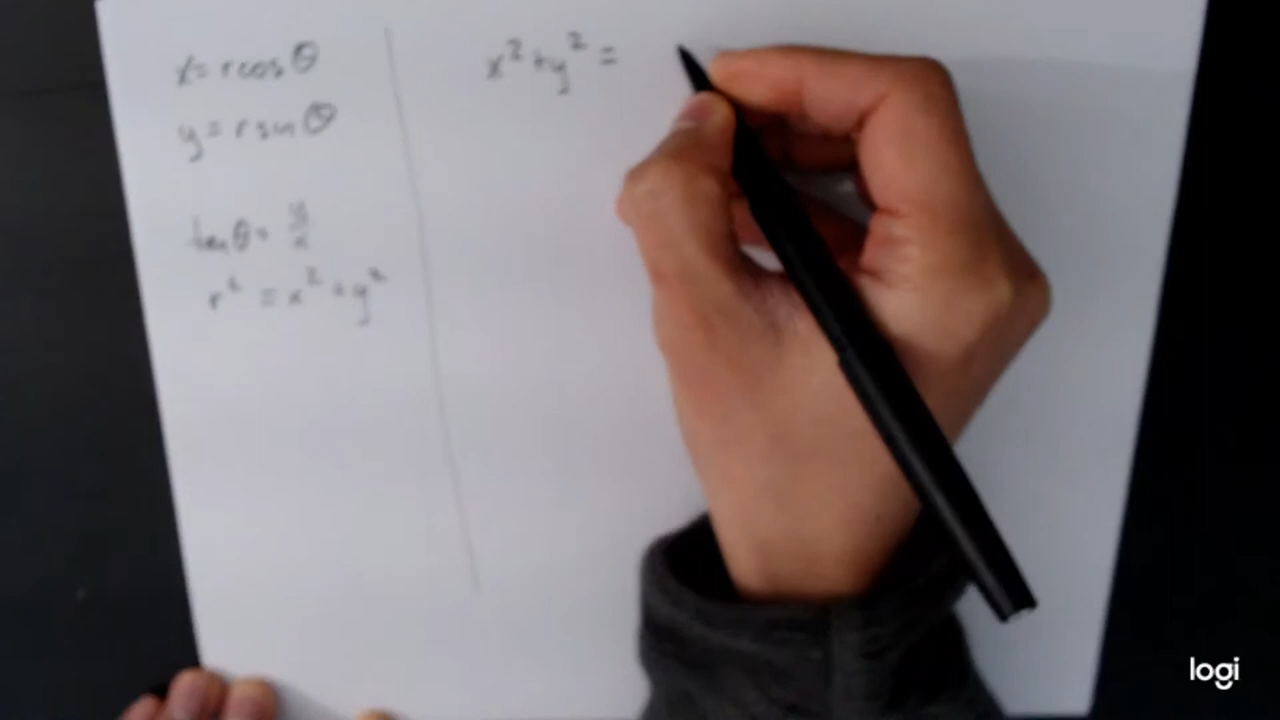 x = r cos θ
y = r sin θ
tan θ = y/x
r² = x² + y²
x² + y² =
logi